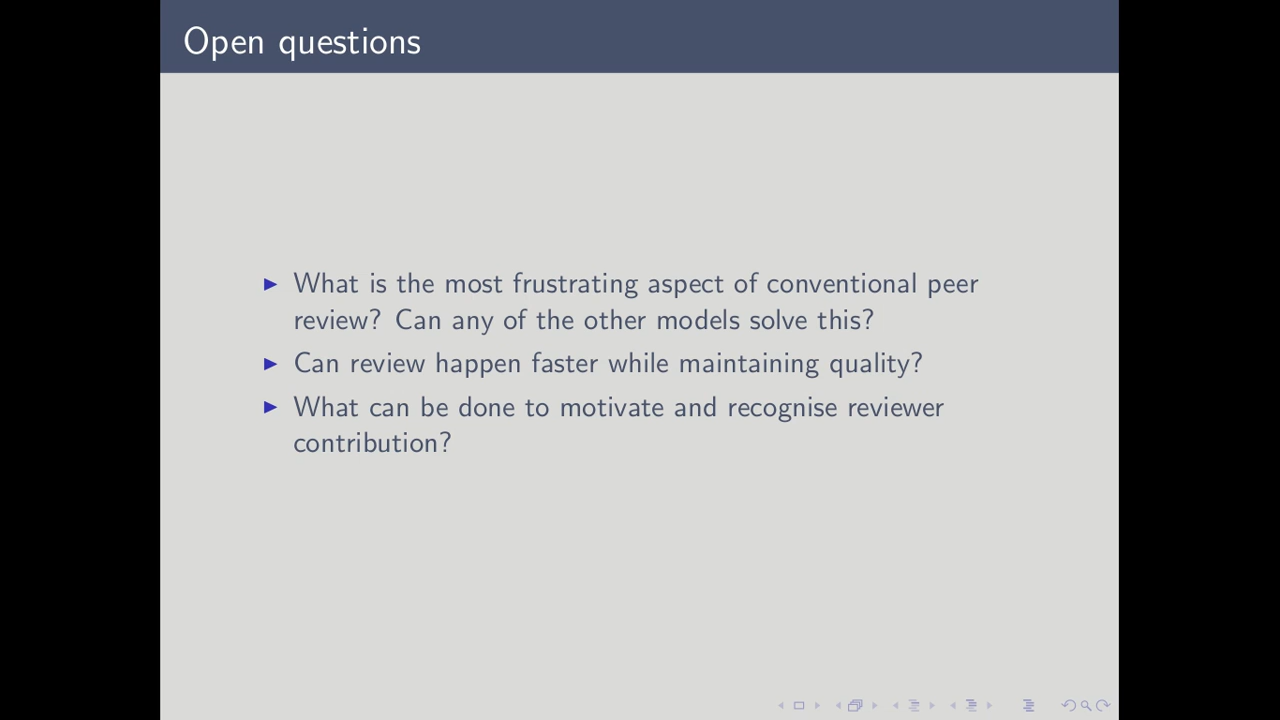 Open questions
What is the most frustrating aspect of conventional peer
review? Can any of the other models solve this?
Can review happen faster while maintaining quality?
What can be done to motivate and recognise reviewer
contribution?